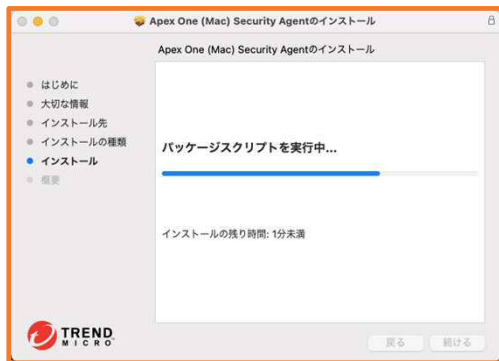 Apex One (Mac) Security Agentのインストール
Apex One (Mac) Security Agentのインストール
はじめに
大切な情報
インストール先
インストールの種類
インストール
概要
パッケージスクリプトを実行中...
インストールの残り時間: 1分未満
TREND
MICRO
戻る
続ける